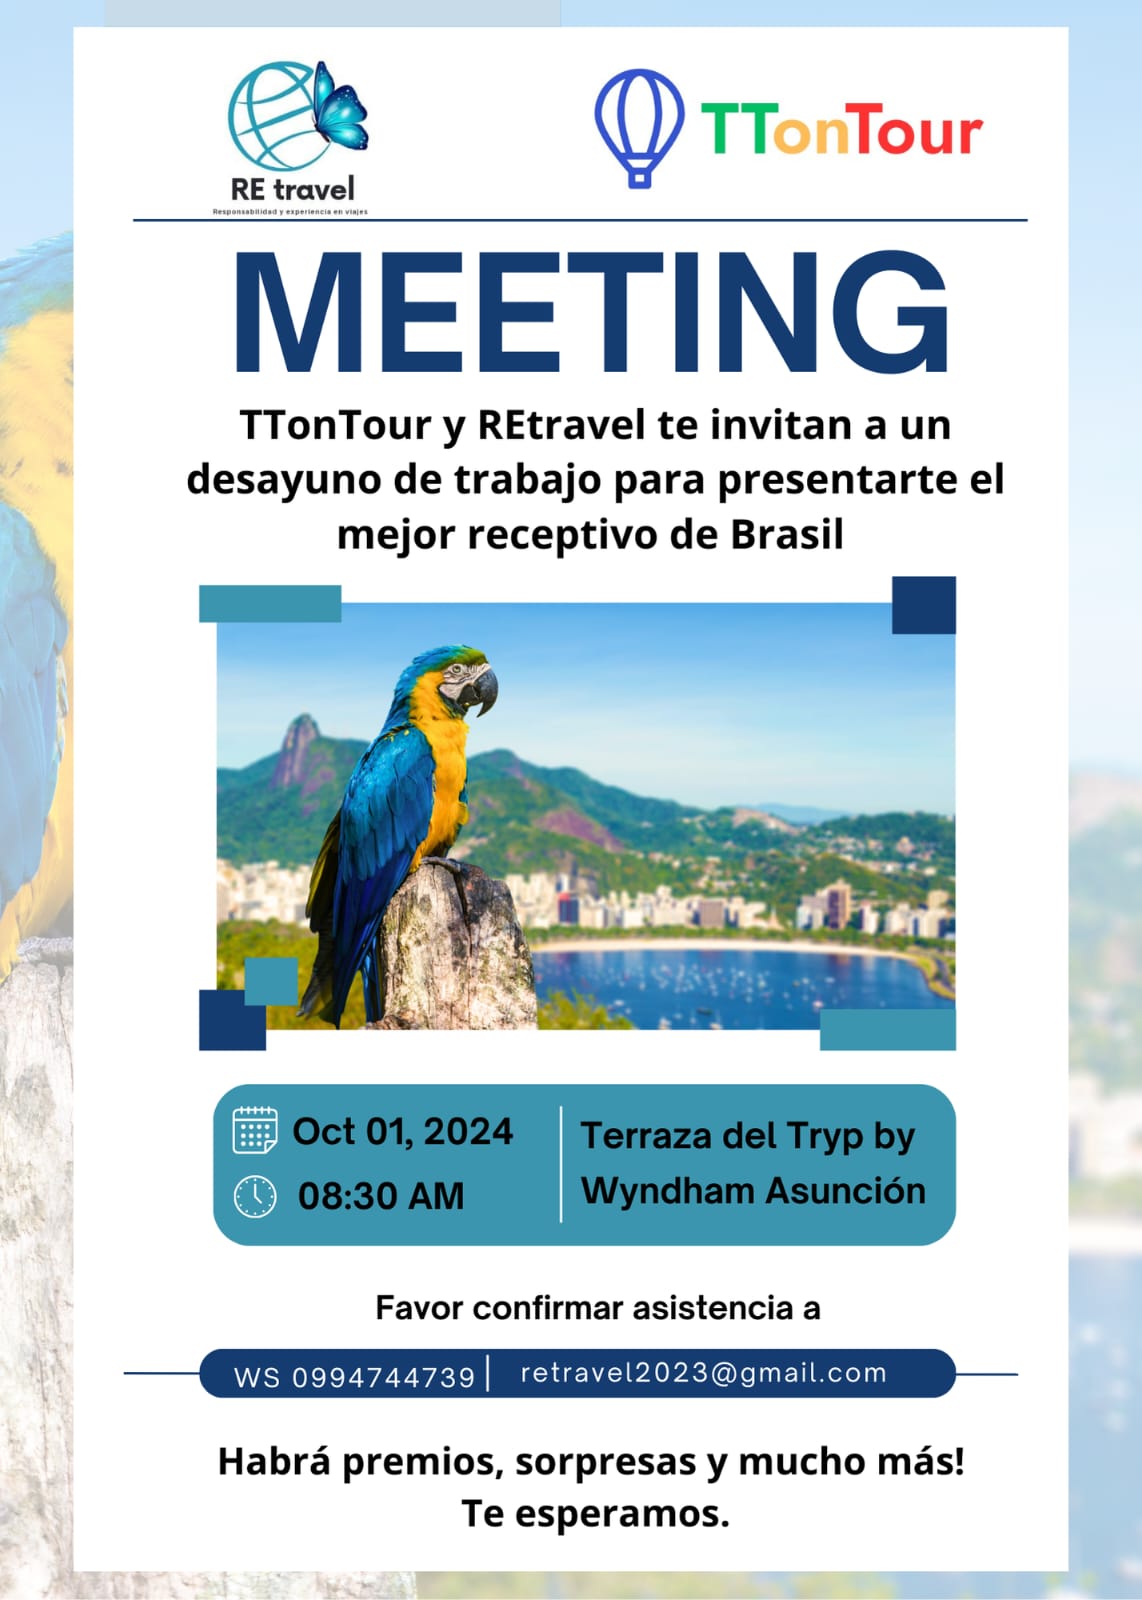 RE travel
Responsabilidad y experiencia en viajes
TTonTour
MEETING
TTonTour y REtravel te invitan a un
desayuno de trabajo para presentarte el
mejor receptivo de Brasil
Oct 01, 2024
08:30 AM
Terraza del Tryp by
Wyndham Asunción
Favor confirmar asistencia a
WS 0994744739
retravel2023@gmail.com
Habrá premios, sorpresas y mucho más!
Te esperamos.